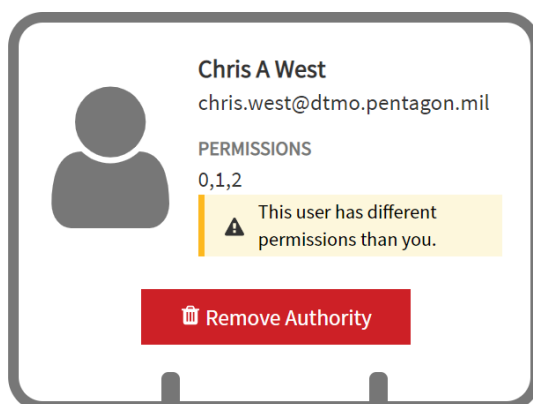 Chris A West
chris.west@dtmo.pentagon.mil
PERMISSIONS
0,1,2
This user has different
permissions than you.
Remove Authority